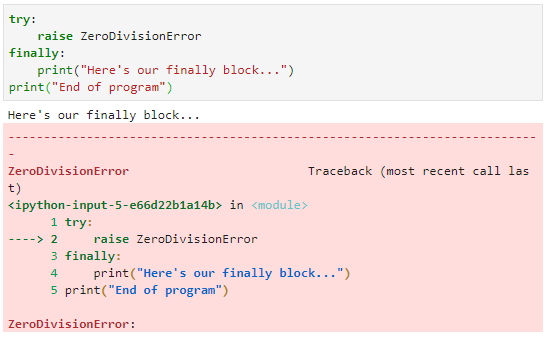 try:
    raise ZeroDivisionError
finally:
    print("Here's our finally block...")
print("End of program")
Here's our finally block...
---------------------------------------------------------------------------
-
ZeroDivisionError                         Traceback (most recent call las
t)
<ipython-input-5-e66d22b1a14b> in <module>
      1 try:
----> 2     raise ZeroDivisionError
      3 finally:
      4     print("Here's our finally block...")
      5 print("End of program")
ZeroDivisionError: